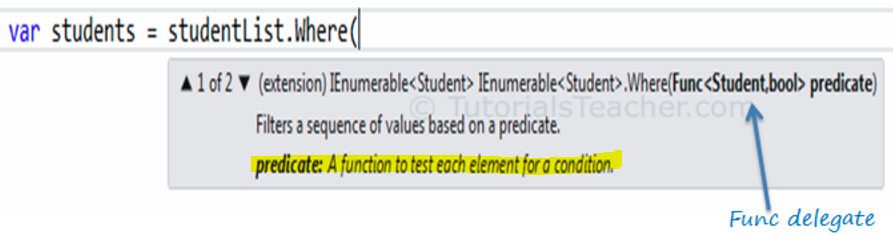 var students = studentList.Where(
▲ 1 of 2 ▼ (extension) IEnumerable<Student> IEnumerable<Student>.Where(Func<Student,bool> predicate)
© TutorialsTeacher.com
Filters a sequence of values based on a predicate.
predicate: A function to test each element for a condition.
Func delegate